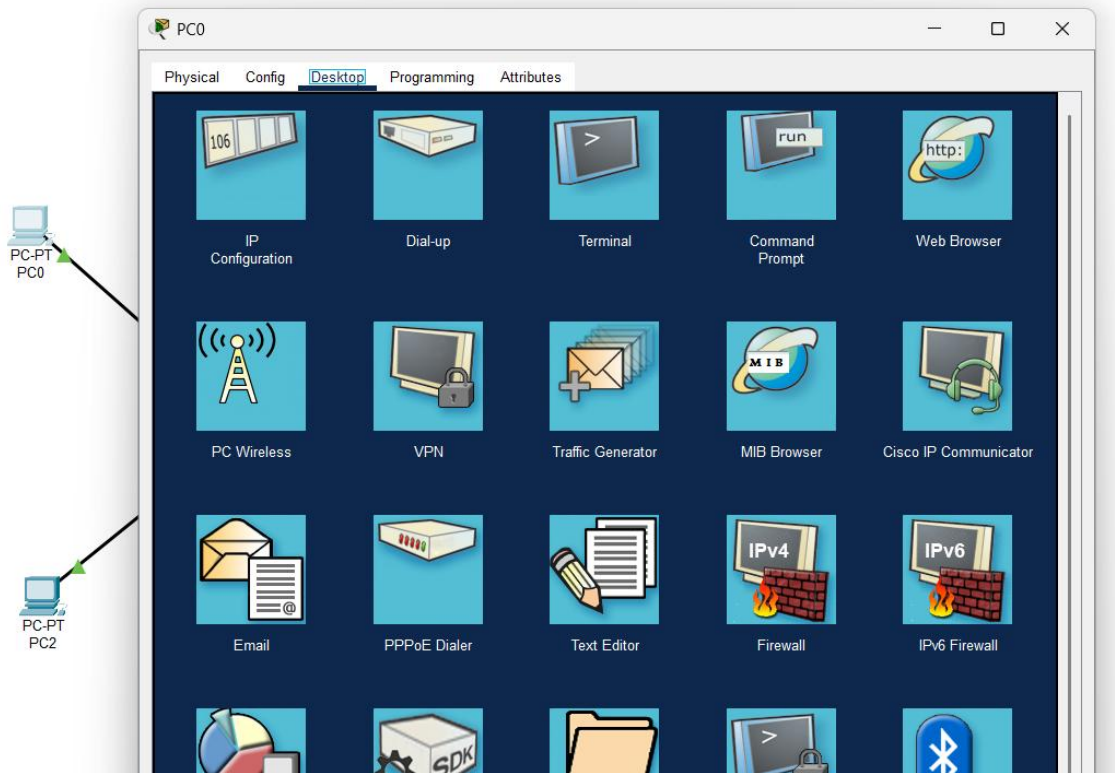 PC0
Physical Config Desktop Programming Attributes
106
>
run
http:
IP
Configuration
Dial-up
Terminal
Command
Prompt
Web Browser
PC-PT
PC0
MIB
PC Wireless
VPN
Traffic Generator
MIB Browser
Cisco IP Communicator
IPv4
IPv6
@
Email
PPPoE Dialer
Text Editor
Firewall
IPv6 Firewall
PC-PT
PC2
SDK
>